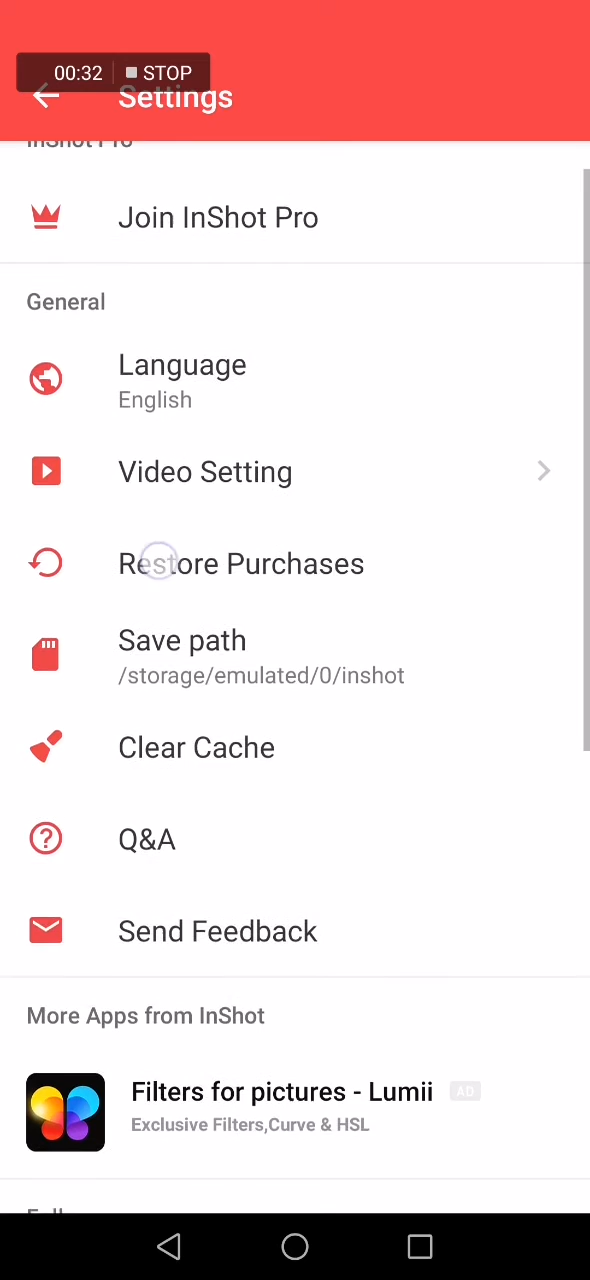 00:32 STOP
Settings
InShot Pro
Join InShot Pro
General
Language
English
Video Setting
Restore Purchases
Save path
/storage/emulated/0/inshot
Clear Cache
Q&A
Send Feedback
More Apps from InShot
Filters for pictures - Lumii AD
Exclusive Filters,Curve & HSL